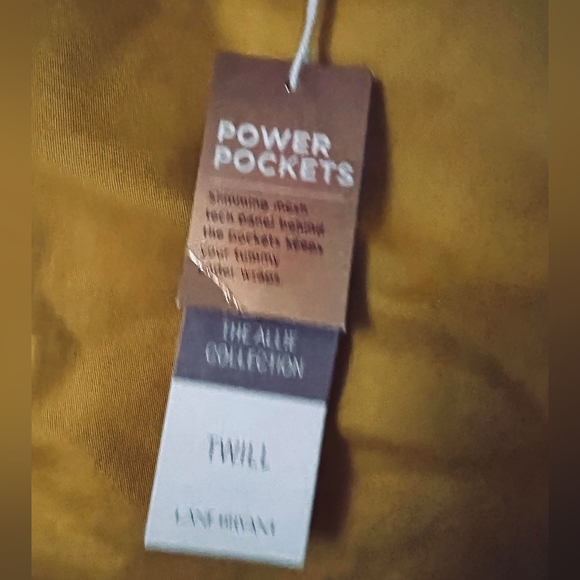 POWER
POCKETS
slimming mesh
tech panel behind
the pockets keeps
your tummy
under wraps
THE ALLIE
COLLECTION
TWILL
LANE BRYANT